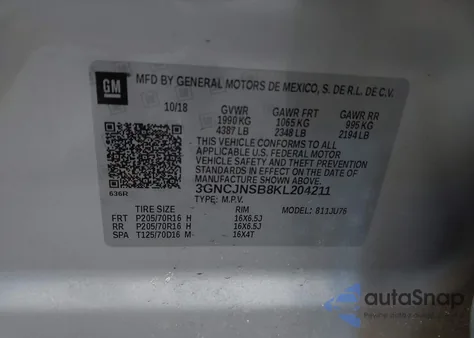 GM
MFD BY GENERAL MOTORS DE MEXICO, S. DE R.L. DE C.V.
10/18 GVWR GAWR FRT GAWR RR
1990 KG 1065 KG 995 KG
4387 LB 2348 LB 2194 LB
THIS VEHICLE CONFORMS TO ALL
APPLICABLE U.S. FEDERAL MOTOR
VEHICLE SAFETY AND THEFT PREVENTION
STANDARDS IN EFFECT ON THE DATE OF
MANUFACTURE SHOWN ABOVE.
3GNCJNSB8KL204211
636R TYPE: M.P.V.
TIRE SIZE RIM MODEL: 811JU76
FRT P205/70R16 H 16X6.5J
RR P205/70R16 H 16X6.5J
SPA T125/70D16 M 16X4T
autoSnap